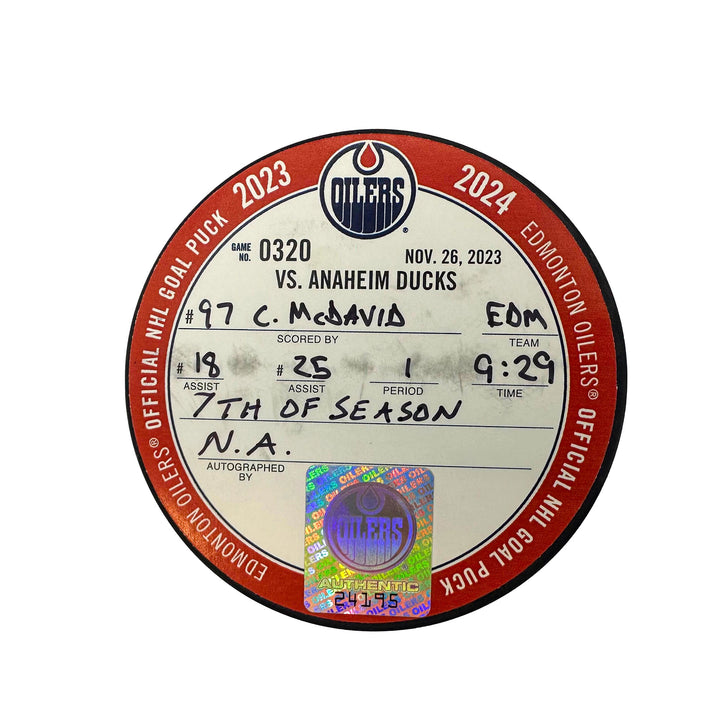 2023 OILERS® 2024
GAME NO. 0320 NOV. 26, 2023
VS. ANAHEIM DUCKS
#97 C. McDAVID EDM
SCORED BY TEAM
# 18 # 25 1 9:29
ASSIST ASSIST PERIOD TIME
7TH OF SEASON
N.A.
AUTOGRAPHED BY
OILERS
AUTHENTIC
24195
EDMONTON OILERS® OFFICIAL NHL GOAL PUCK
EDMONTON OILERS® OFFICIAL NHL GOAL PUCK